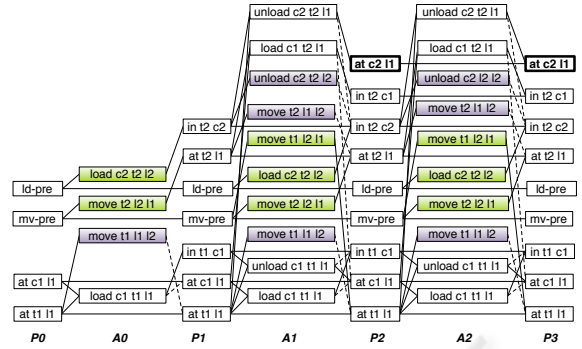 ld-pre
mv-pre
at c1 l1
at t1 l1
P0
load c2 t2 l2
move t2 l2 l1
move t1 l1 l2
load c1 t1 l1
A0
in t2 c2
at t2 l1
ld-pre
mv-pre
in t1 c1
at c1 l1
at t1 l1
P1
unload c2 t2 l1
load c1 t2 l1
unload c2 t2 l2
move t2 l1 l2
move t1 l2 l1
load c2 t2 l2
move t2 l2 l1
move t1 l1 l2
unload c1 t1 l1
load c1 t1 l1
A1
at c2 l1
in t2 c1
in t2 c2
at t2 l1
ld-pre
mv-pre
in t1 c1
at c1 l1
at t1 l1
P2
unload c2 t2 l1
load c1 t2 l1
unload c2 l2 l2
move t2 l1 l2
move t1 l2 l1
load c2 t2 l2
move t2 l2 l1
move t1 l1 l2
unload c1 t1 l1
load c1 t1 l1
A2
at c2 l1
in t2 c1
in t2 c2
at t2 l1
ld-pre
mv-pre
in t1 c1
at c1 l1
at t1 l1
P3